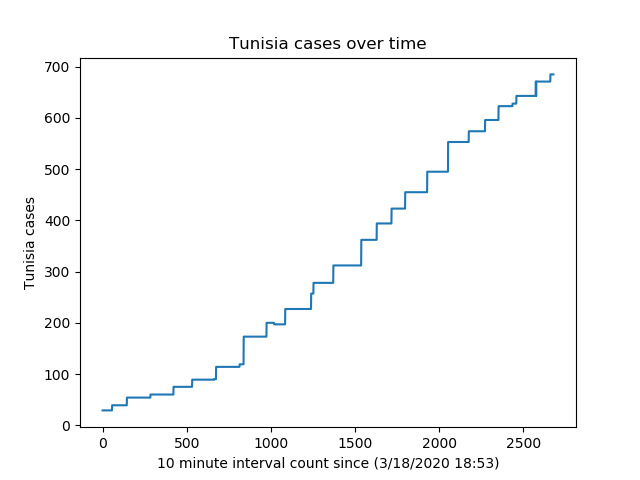 Tunisia cases over time
700
600
500
400
300
200
100
0
Tunisia cases
0 500 1000 1500 2000 2500
10 minute interval count since (3/18/2020 18:53)